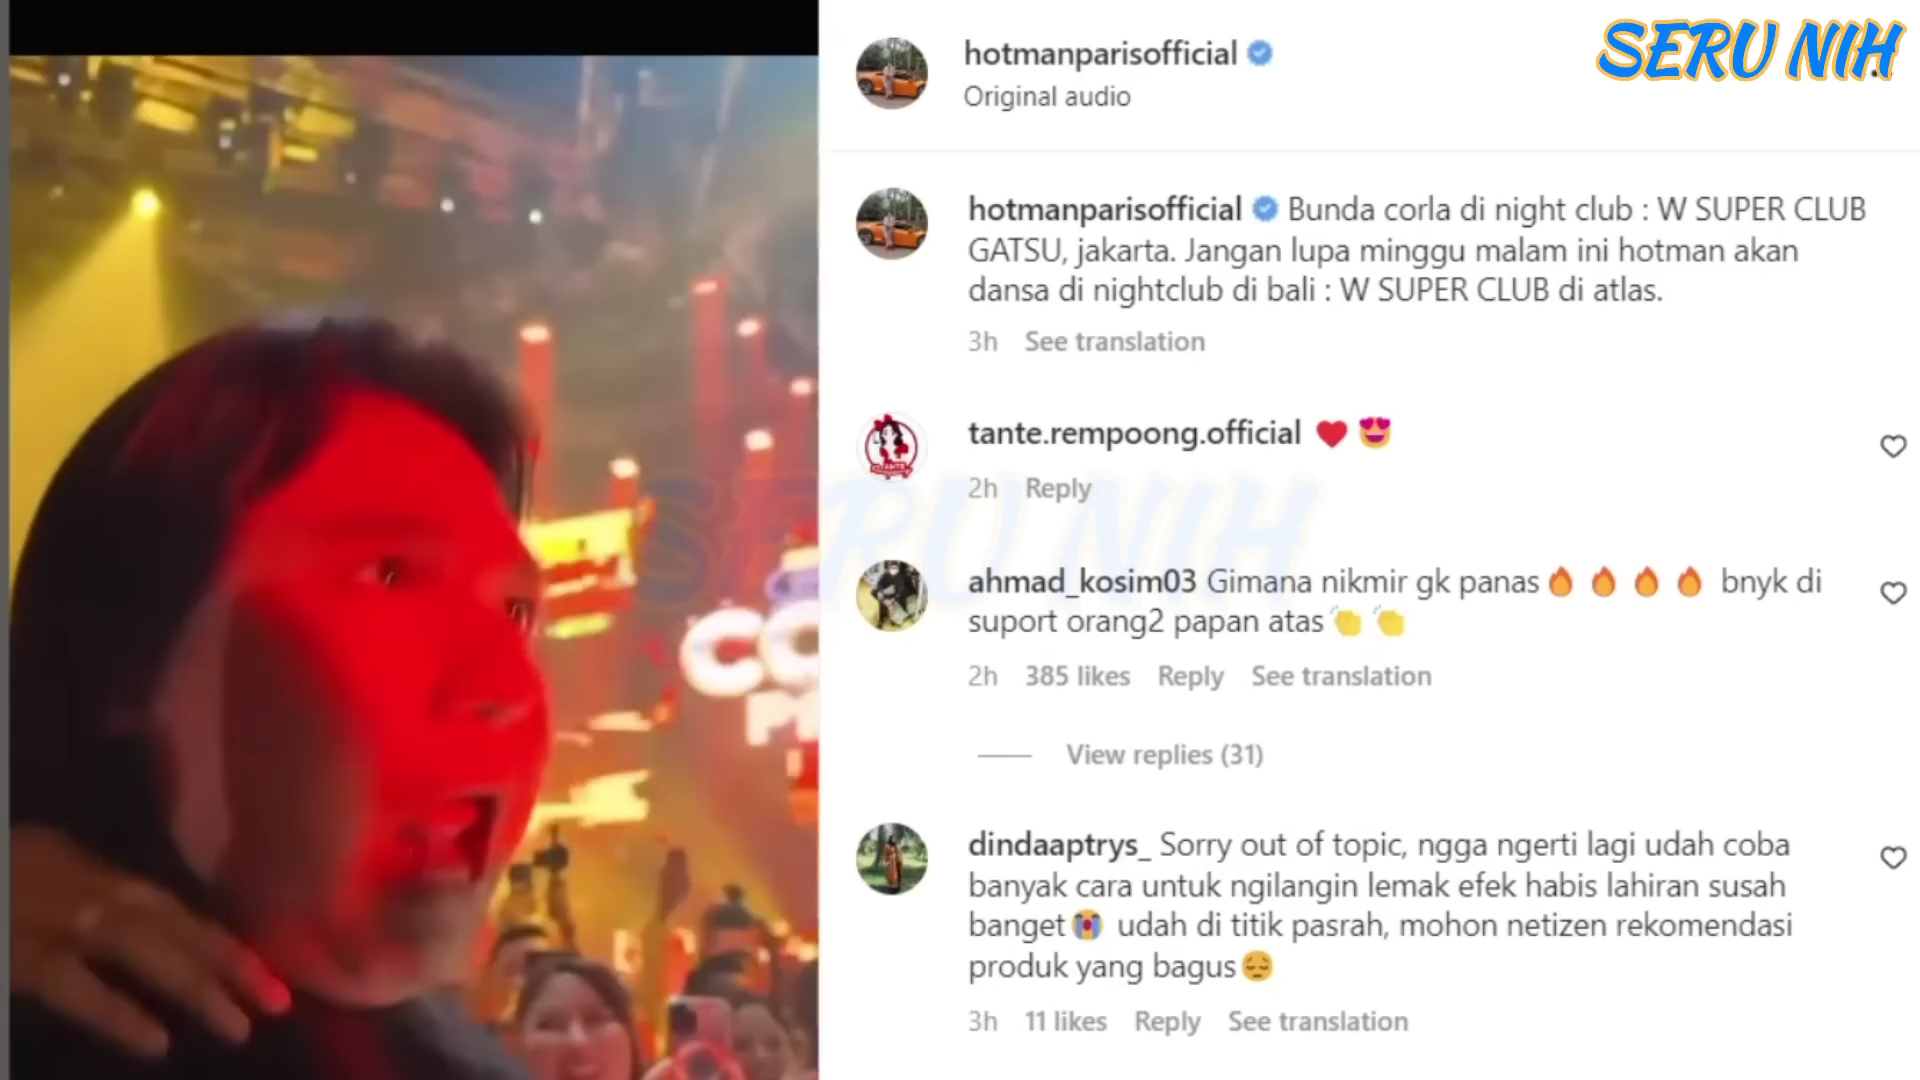 SERU NIH
hotmanparisofficial
Original audio
hotmanparisofficial Bunda corla di night club : W SUPER CLUB
GATSU, jakarta. Jangan lupa minggu malam ini hotman akan
dansa di nightclub di bali : W SUPER CLUB di atlas.
3h See translation
tante.rempoong.official ❤️ 😍
2h Reply
SERU NIH
ahmad_kosim03 Gimana nikmir gk panas🔥🔥🔥🔥 bnyk di
suport orang2 papan atas👏👏
2h 385 likes Reply See translation
View replies (31)
dindaaptrys_ Sorry out of topic, ngga ngerti lagi udah coba
banyak cara untuk ngilangin lemak efek habis lahiran susah
banget😭 udah di titik pasrah, mohon netizen rekomendasi
produk yang bagus😔
3h 11 likes Reply See translation